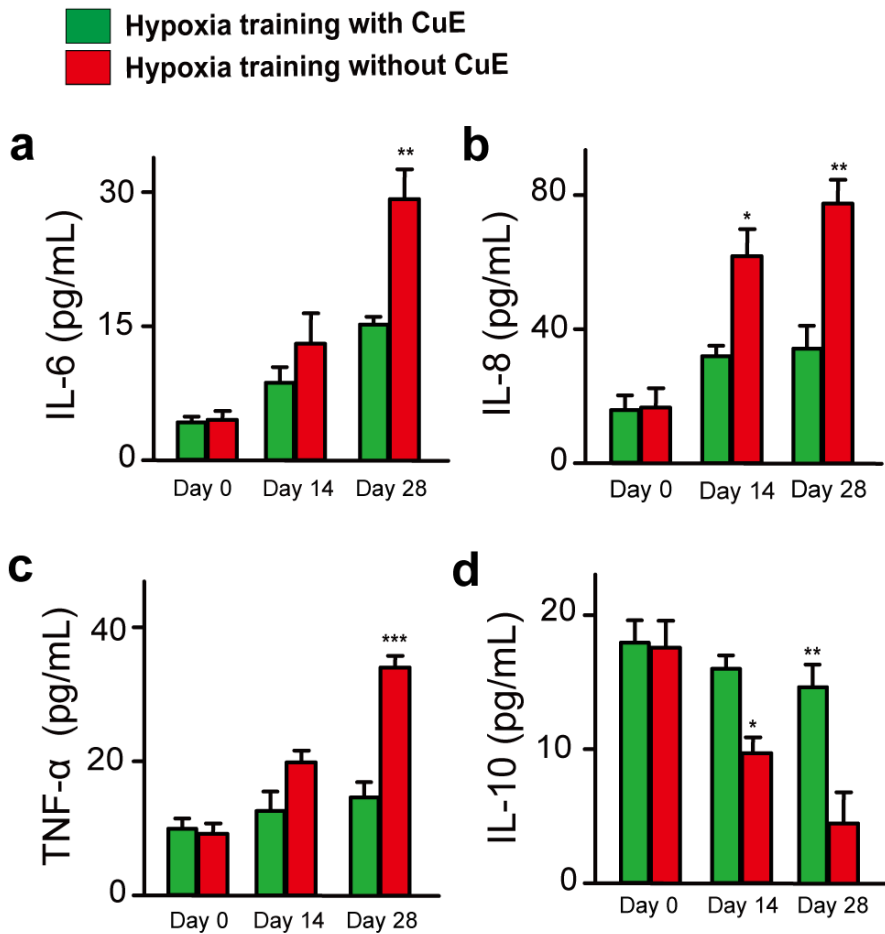 Hypoxia training with CuE
Hypoxia training without CuE
a
IL-6 (pg/mL)
30
15
0
**
Day 0 Day 14 Day 28
b
IL-8 (pg/mL)
80
40
0
*
**
Day 0 Day 14 Day 28
c
TNF-α (pg/mL)
40
20
0
***
Day 0 Day 14 Day 28
d
IL-10 (pg/mL)
20
10
0
*
**
Day 0 Day 14 Day 28